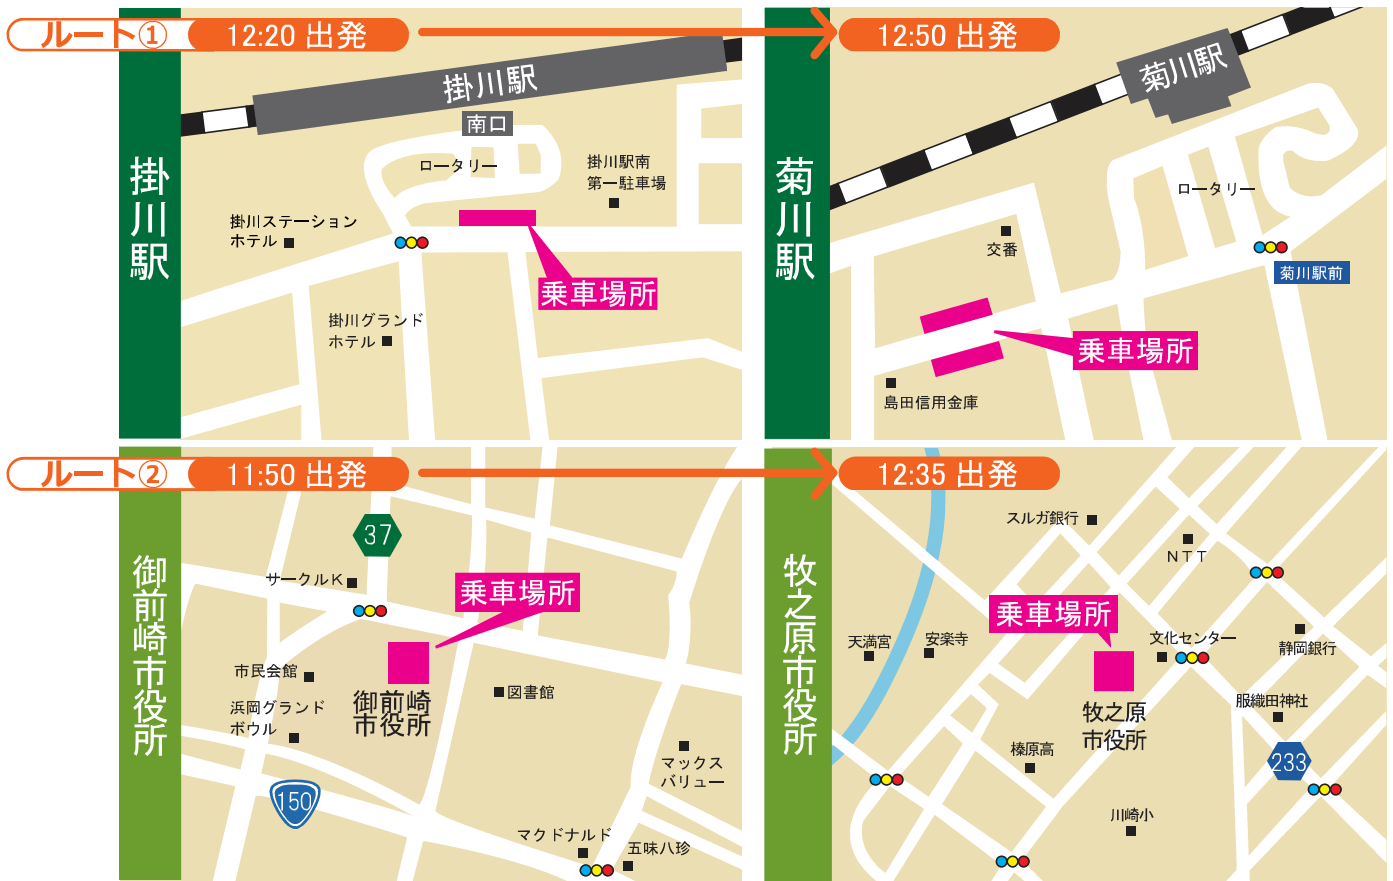 ルート①
12:20 出発
12:50 出発
掛川駅
掛川駅
南口
ロータリー
掛川駅南
第一駐車場
掛川ステーション
ホテル
乗車場所
掛川グランド
ホテル
菊川駅
菊川駅
ロータリー
交番
菊川駅前
乗車場所
島田信用金庫
ルート②
11:50 出発
12:35 出発
御前崎市役所
37
サークルK
乗車場所
市民会館
御前崎
市役所
図書館
浜岡グランド
ボウル
マックス
バリュー
150
マクドナルド
五味八珍
牧之原市役所
スルガ銀行
NTT
乗車場所
天満宮
安楽寺
文化センター
静岡銀行
牧之原
市役所
服織田神社
榛原高
233
川崎小